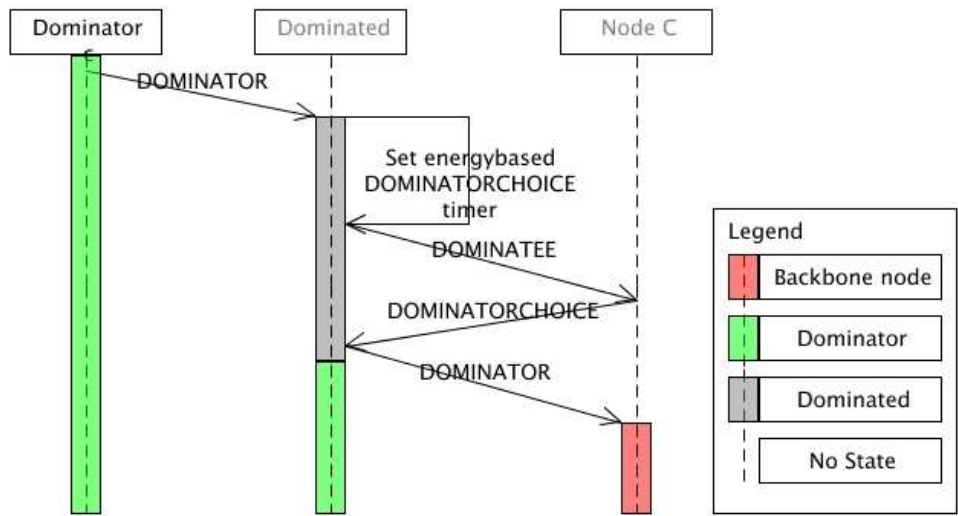 Dominator
Dominated
Node C
DOMINATOR
Set energybased
DOMINATORCHOICE
timer
DOMINATEE
DOMINATORCHOICE
DOMINATOR
Legend
Backbone node
Dominator
Dominated
No State